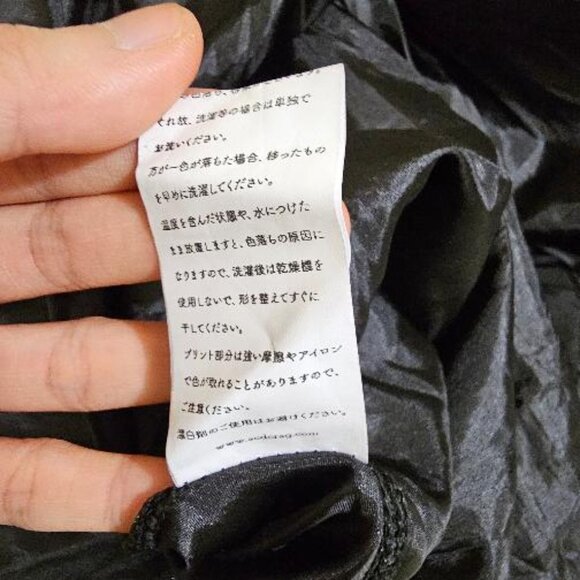 ぐれ故、洗濯等の場合は単独で
お洗いください。
万が一色が落ちた場合、移ったもの
を早めに洗濯してください。
温度を含んだ状態や、水につけた
まま放置しますと、色落ちの原因に
なりますので、洗濯後は乾燥機を
使用しないで、形を整えてすぐに
干してください。
プリント部分は強い摩擦やアイロン
で色が取れることがありますので、
ご注意ください。
漂白剤のご使用はお避けください。